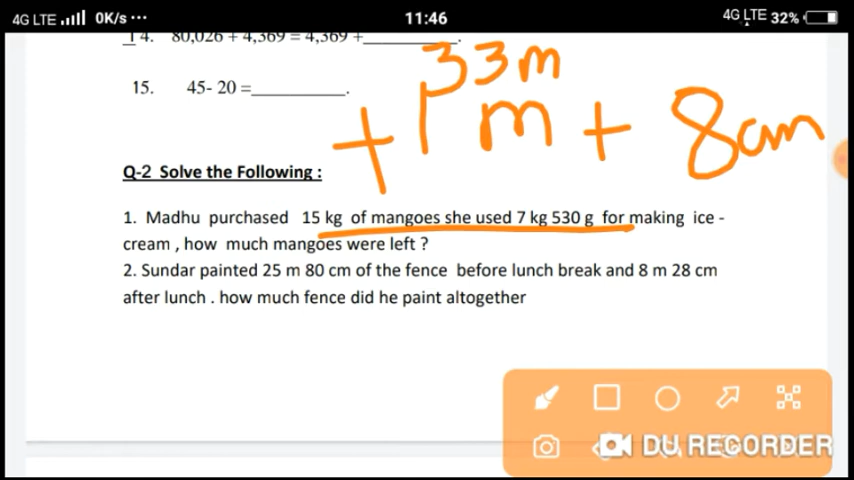 4G LTE 0K/s ··· 11:46 4G LTE 32%
14. 80,026 + 4,369 = 4,369 +__________.
33m
15. 45- 20 =__________.
+ 1 m + 8cm
Q-2 Solve the Following :
1. Madhu purchased 15 kg of mangoes she used 7 kg 530 g for making ice -
cream , how much mangoes were left ?
2. Sundar painted 25 m 80 cm of the fence before lunch break and 8 m 28 cm
after lunch . how much fence did he paint altogether
DU RECORDER